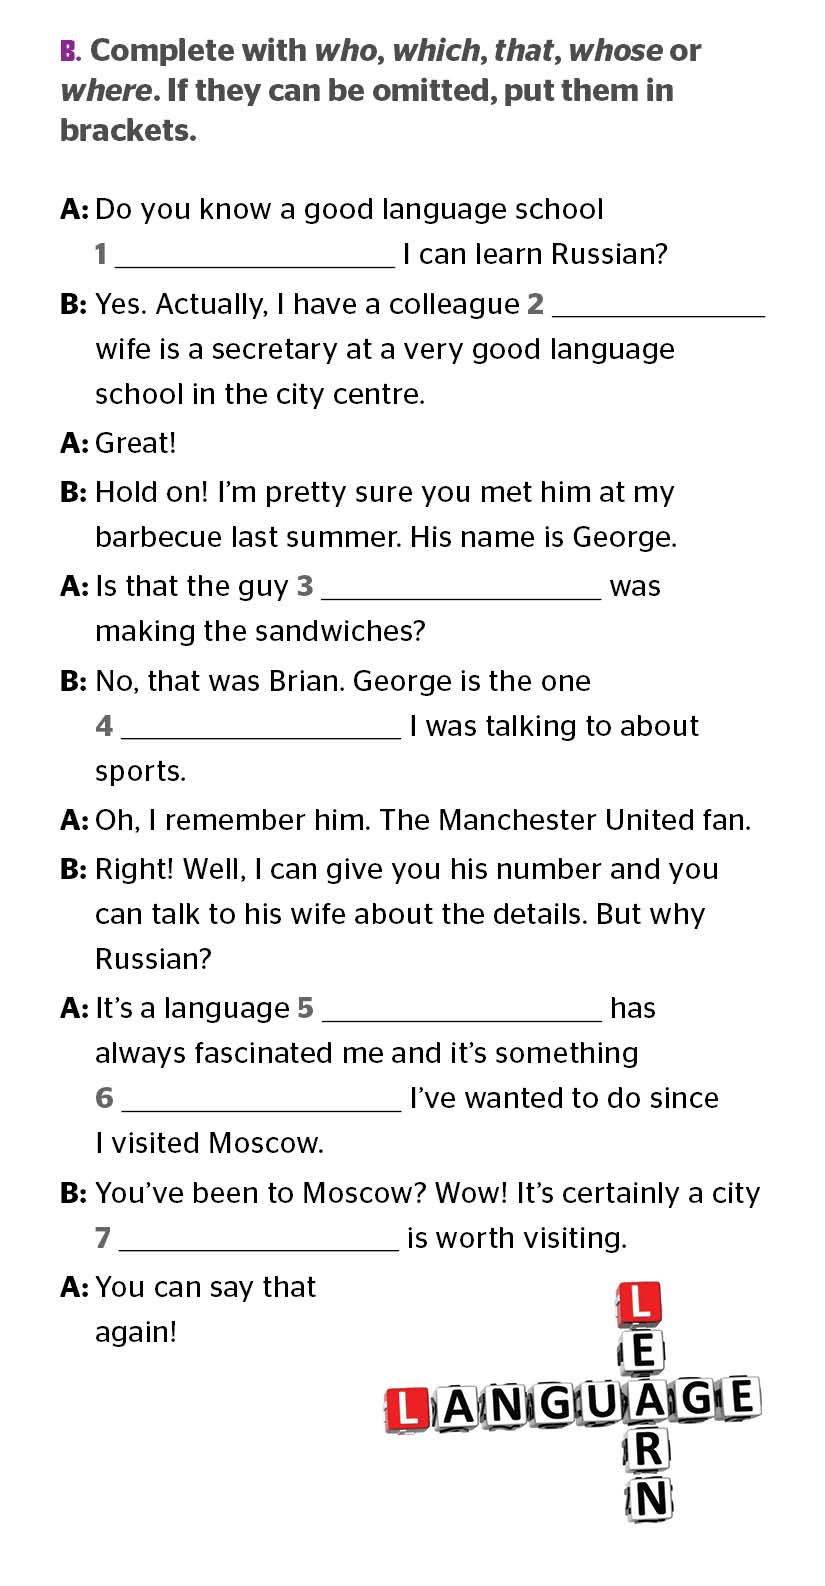 B. Complete with who, which, that, whose or
where. If they can be omitted, put them in
brackets.
A: Do you know a good language school
1 ____________________ I can learn Russian?
B: Yes. Actually, I have a colleague 2 _______________
wife is a secretary at a very good language
school in the city centre.
A: Great!
B: Hold on! I'm pretty sure you met him at my
barbecue last summer. His name is George.
A: Is that the guy 3 ____________________ was
making the sandwiches?
B: No, that was Brian. George is the one
4 ____________________ I was talking to about
sports.
A: Oh, I remember him. The Manchester United fan.
B: Right! Well, I can give you his number and you
can talk to his wife about the details. But why
Russian?
A: It's a language 5 ____________________ has
always fascinated me and it's something
6 ____________________ I've wanted to do since
I visited Moscow.
B: You've been to Moscow? Wow! It's certainly a city
7 ____________________ is worth visiting.
A: You can say that
again!
LANGUAGE
LEARN